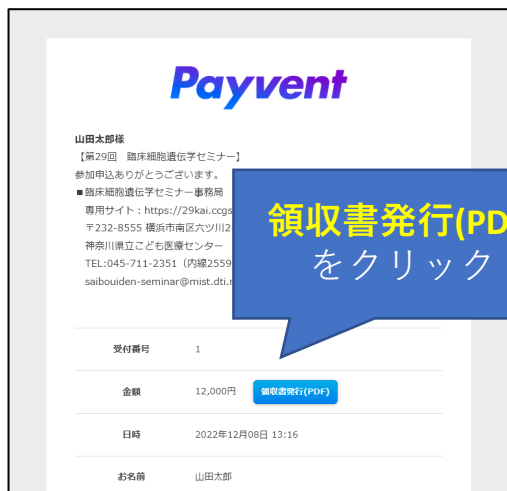 Payvent
山田太郎様
【第29回 臨床細胞遺伝学セミナー】
参加申込ありがとうございます。
■臨床細胞遺伝学セミナー事務局
専用サイト：https://29kai.ccgs
〒232-8555 横浜市南区六ツ川2
神奈川県立こども医療センター
TEL:045-711-2351（内線2559
saibouiden-seminar@mist.dti.
領収書発行(PD
をクリック
受付番号 1
金額 12,000円 領収書発行(PDF)
日時 2022年12月08日 13:16
お名前 山田太郎